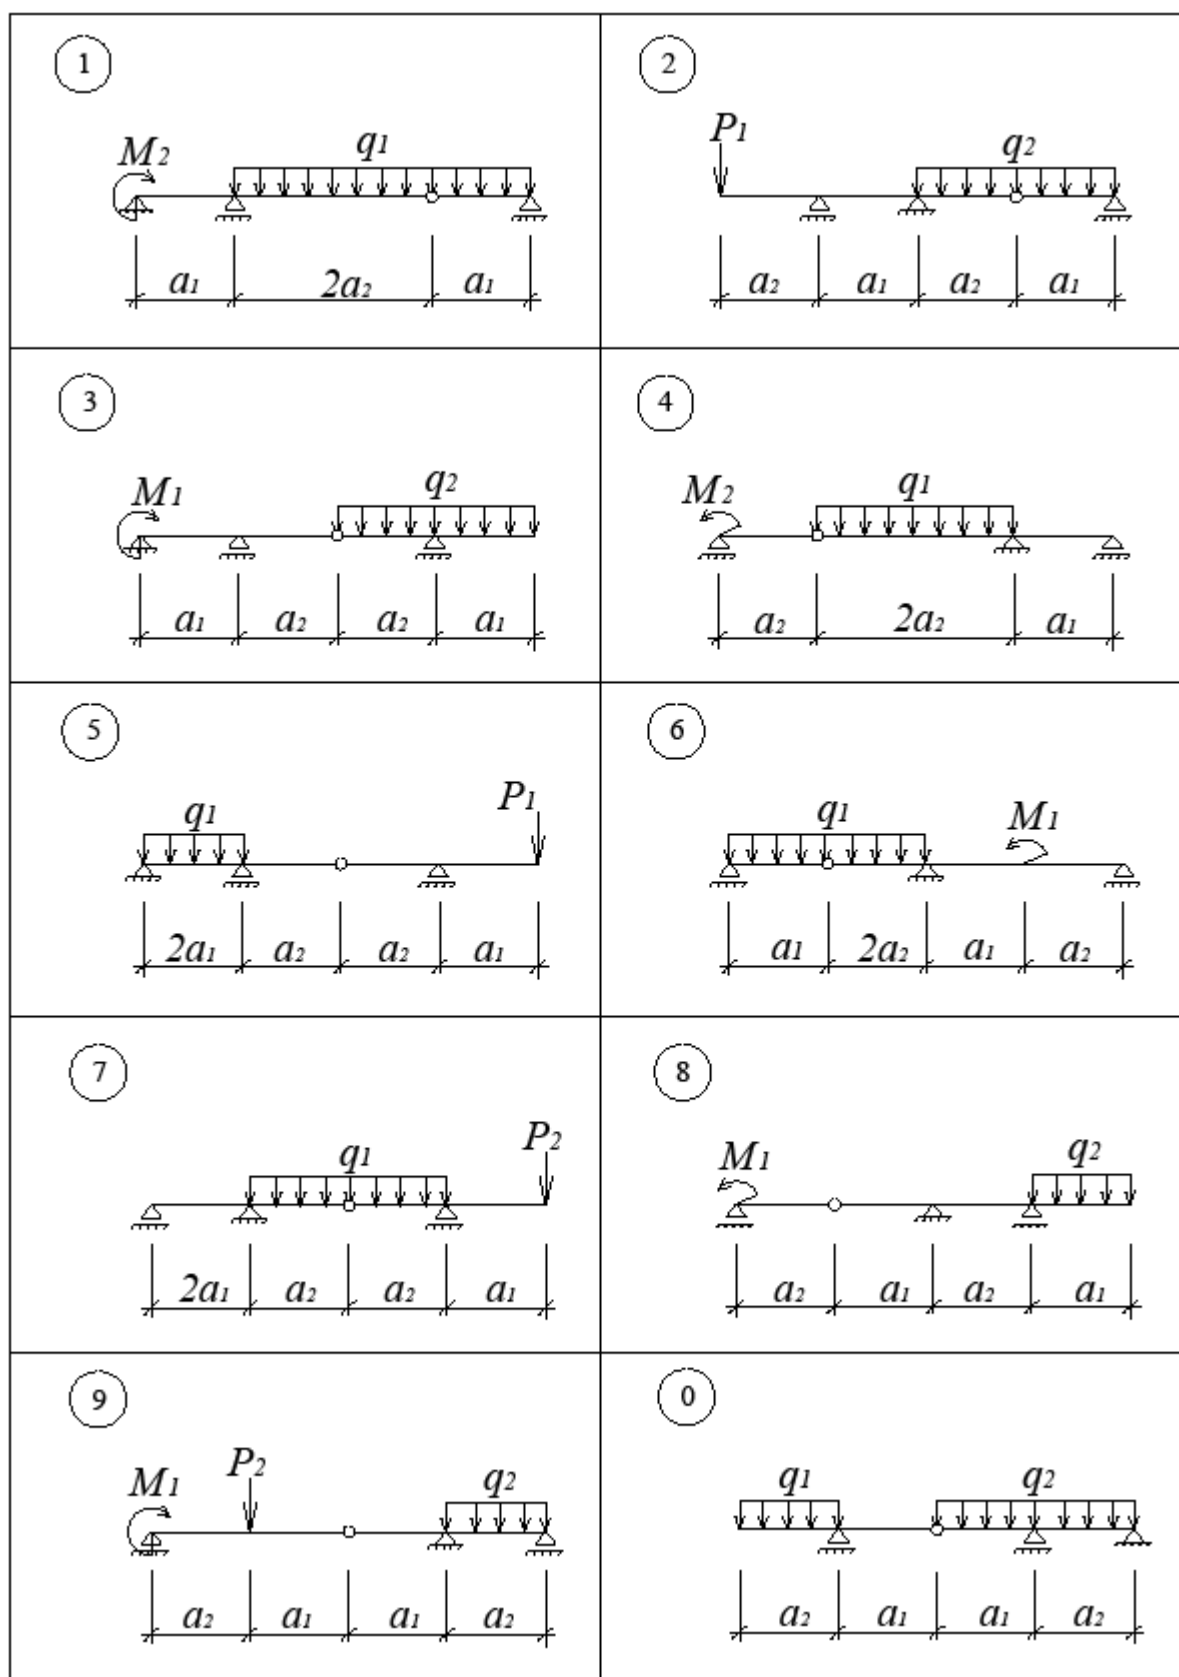 1
M2 q1
a1 2a2 a1
2
P1 q2
a2 a1 a2 a1
3
M1 q2
a1 a2 a2 a1
4
M2 q1
a2 2a2 a1
5
q1 P1
2a1 a2 a2 a1
6
q1 M1
a1 2a2 a1 a2
7
q1 P2
2a1 a2 a2 a1
8
M1 q2
a2 a1 a2 a1
9
M1 P2 q2
a2 a1 a1 a2
0
q1 q2
a2 a1 a1 a2